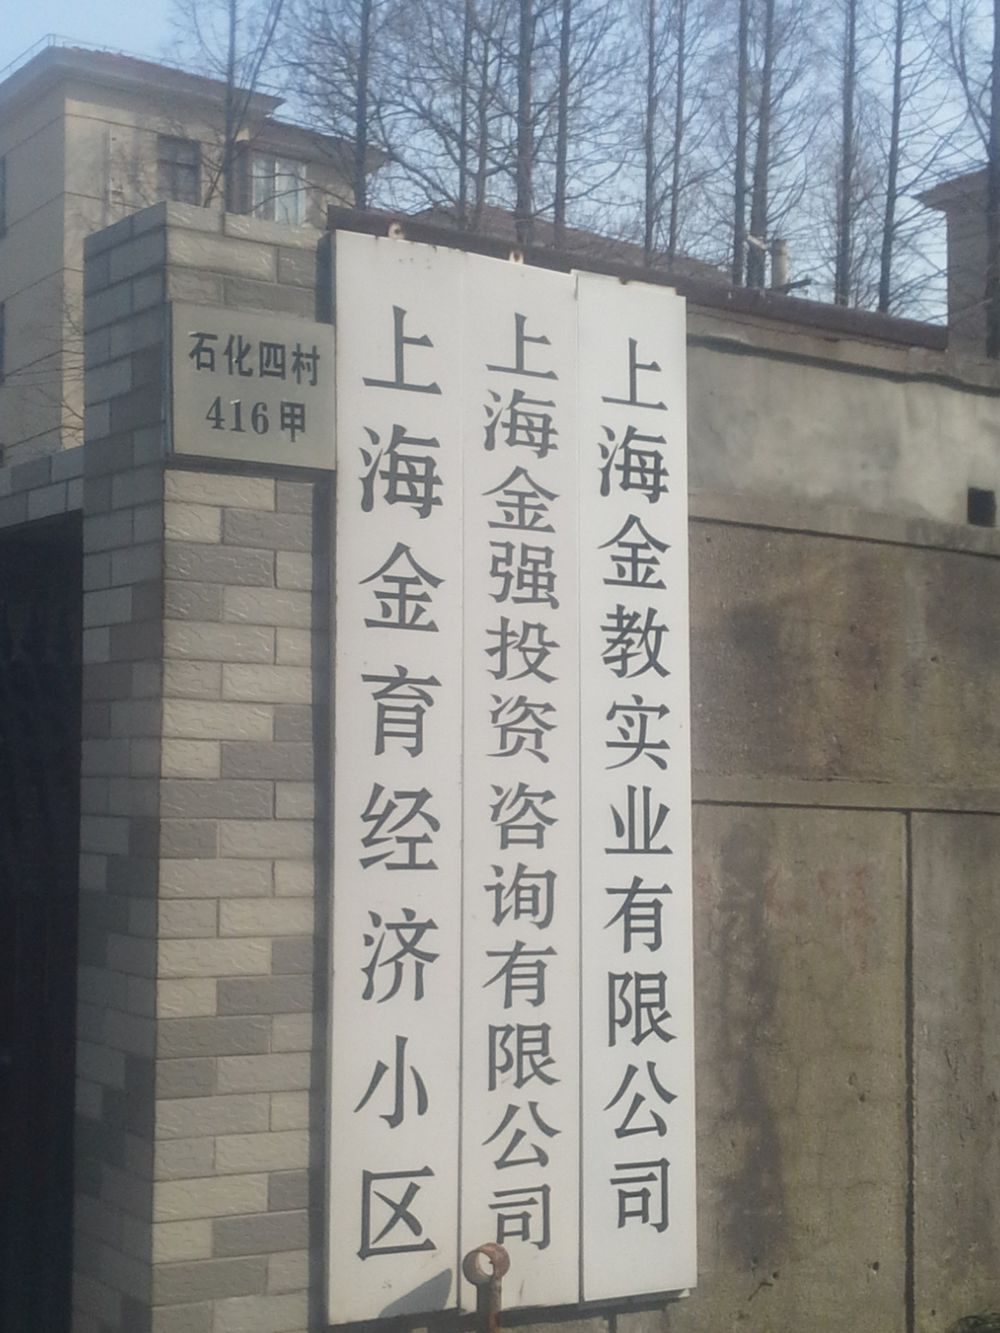 石化四村
416甲
上海金育经济小区
上海金强投资咨询有限公司
上海金教实业有限公司